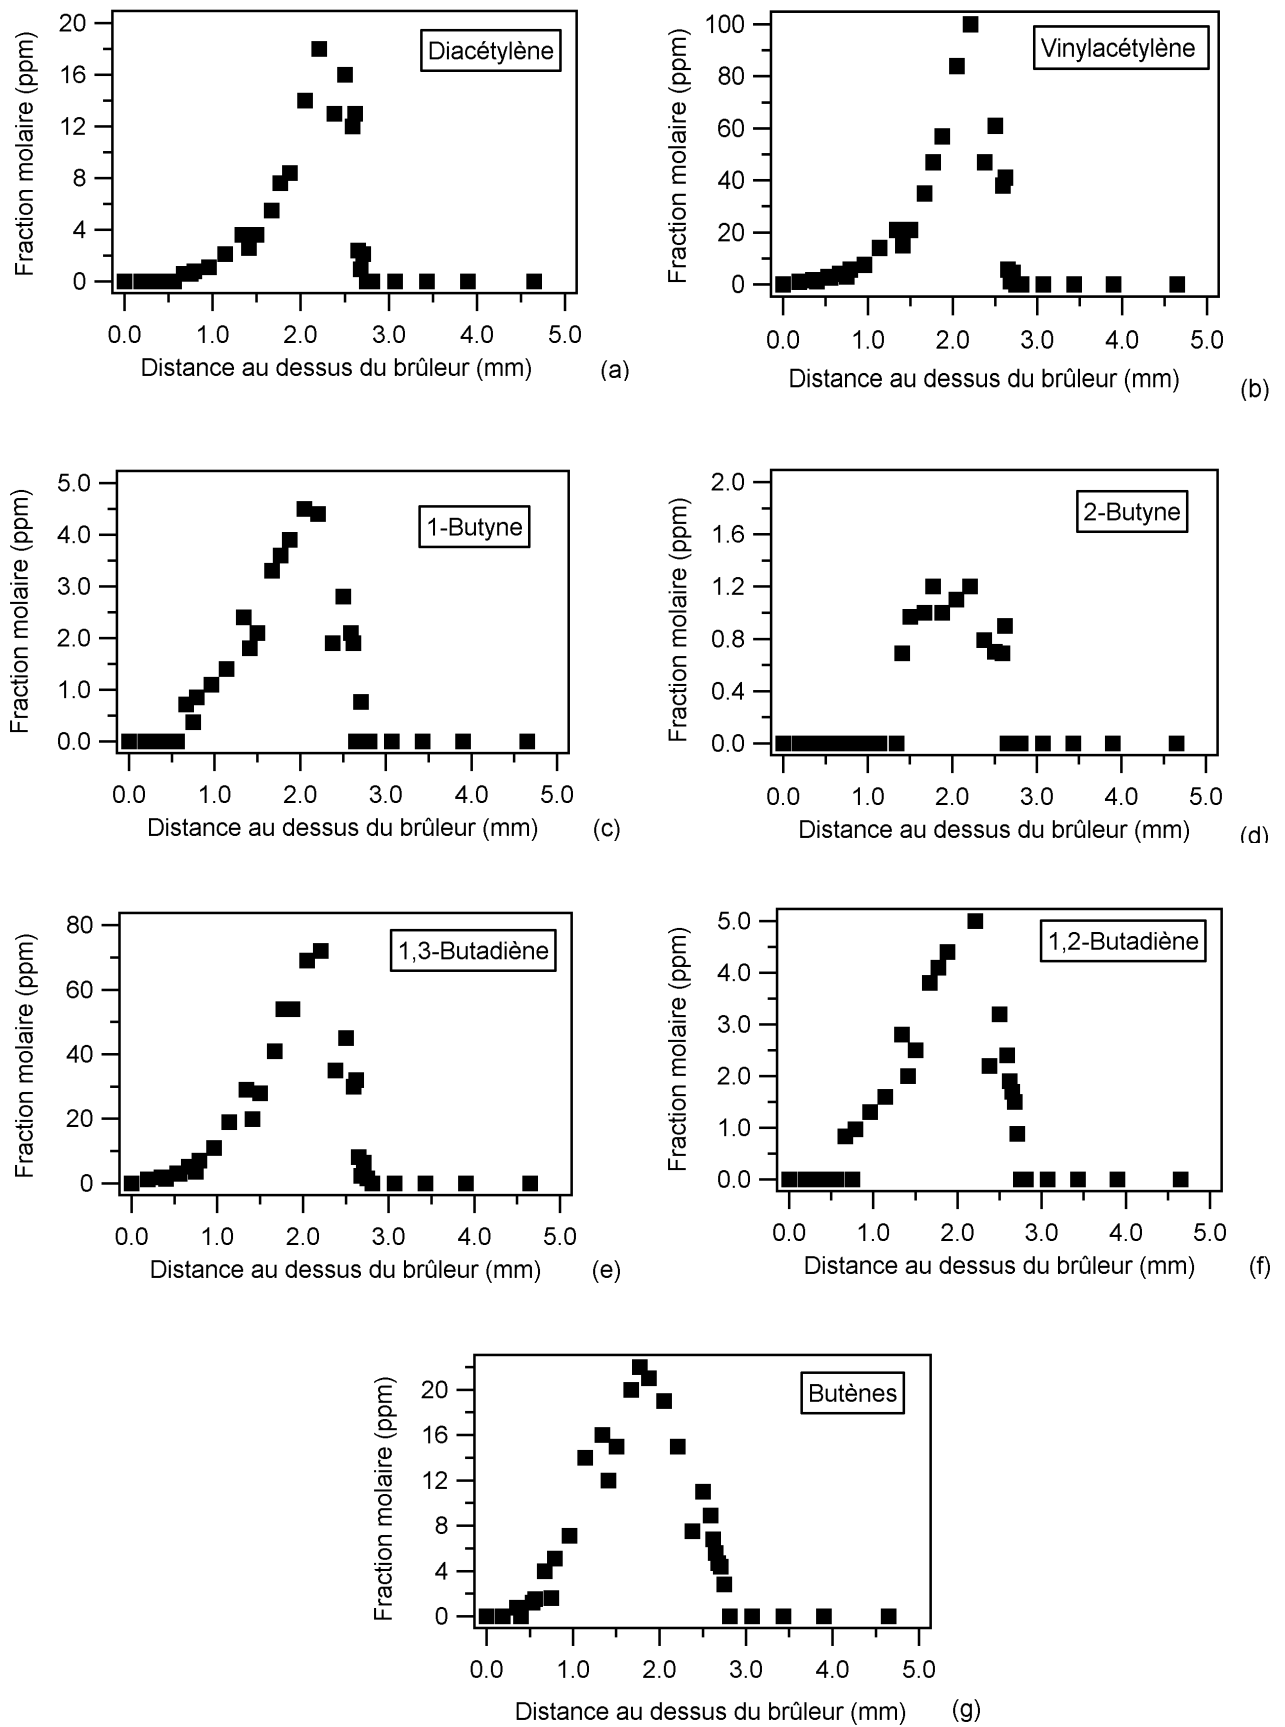 Diacétylène
Fraction molaire (ppm)
20
16
12
8
4
0
0.0 1.0 2.0 3.0 4.0 5.0
Distance au dessus du brûleur (mm)
(a)
Vinylacétylène
Fraction molaire (ppm)
100
80
60
40
20
0
0.0 1.0 2.0 3.0 4.0 5.0
Distance au dessus du brûleur (mm)
(b)
1-Butyne
Fraction molaire (ppm)
5.0
4.0
3.0
2.0
1.0
0.0
0.0 1.0 2.0 3.0 4.0 5.0
Distance au dessus du brûleur (mm)
(c)
2-Butyne
Fraction molaire (ppm)
2.0
1.6
1.2
0.8
0.4
0.0
0.0 1.0 2.0 3.0 4.0 5.0
Distance au dessus du brûleur (mm)
(d)
1,3-Butadiène
Fraction molaire (ppm)
80
60
40
20
0
0.0 1.0 2.0 3.0 4.0 5.0
Distance au dessus du brûleur (mm)
(e)
1,2-Butadiène
Fraction molaire (ppm)
5.0
4.0
3.0
2.0
1.0
0.0
0.0 1.0 2.0 3.0 4.0 5.0
Distance au dessus du brûleur (mm)
(f)
Butènes
Fraction molaire (ppm)
20
16
12
8
4
0
0.0 1.0 2.0 3.0 4.0 5.0
Distance au dessus du brûleur (mm)
(g)